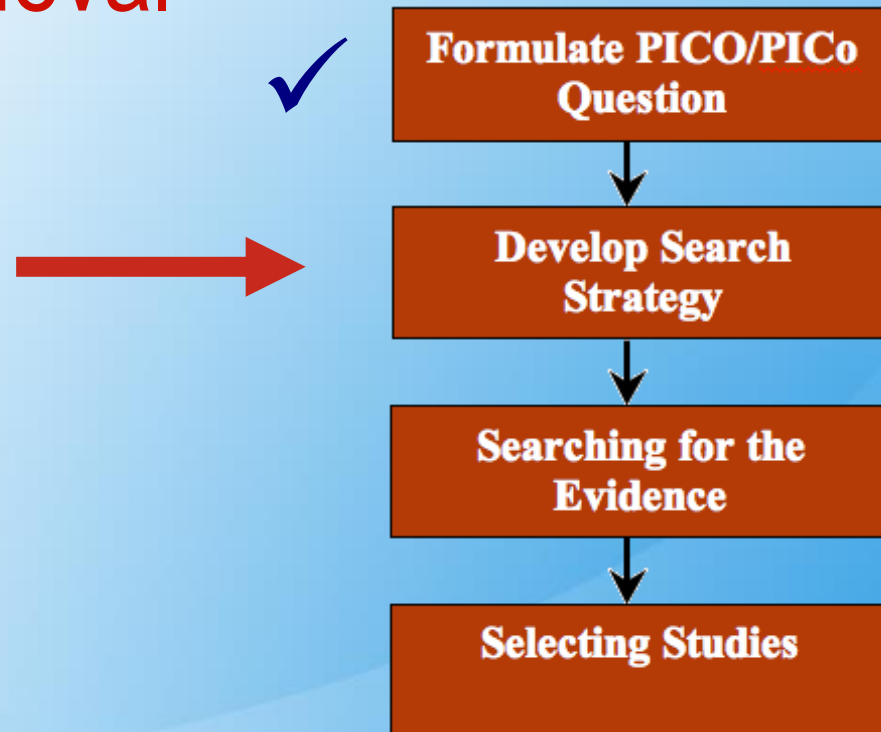 Formulate PICO/PICo
Question
Develop Search
Strategy
Searching for the
Evidence
Selecting Studies